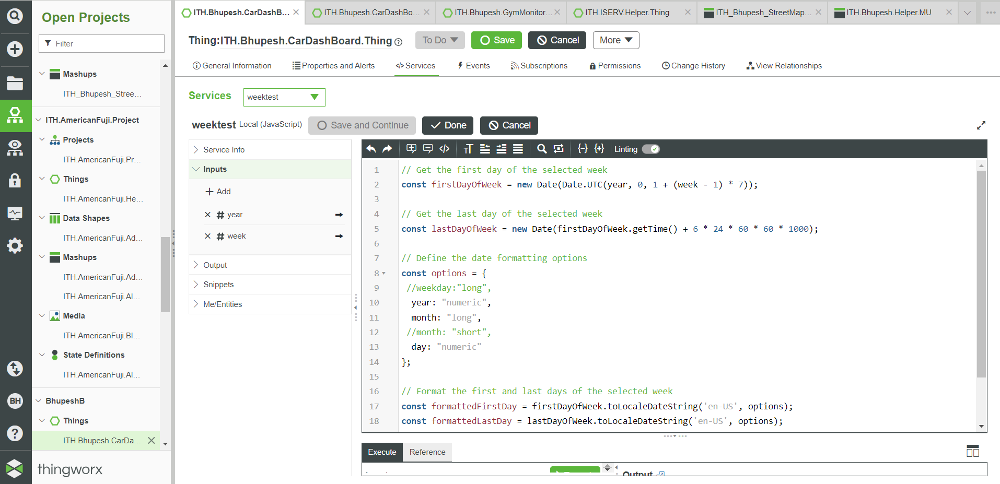 Open Projects
Filter
Mashups
ITH_Bhupesh_Stree...
ITH.AmericanFuji.Project
Projects
ITH.AmericanFuji.Pr...
Things
ITH.AmericanFuji.He...
Data Shapes
ITH.AmericanFuji.Ad...
Mashups
ITH.AmericanFuji.Ad...
ITH.AmericanFuji.Al...
Media
ITH.AmericanFuji.Bl...
State Definitions
ITH.AmericanFuji.Al...
BhupeshB
Things
ITH.Bhupesh.CarDa...
BH
thingworx
ITH.Bhupesh.CarDashB...
ITH.Bhupesh.CarDashBo...
ITH.Bhupesh.GymMonitor...
ITH.ISERV.Helper.Thing
ITH_Bhupesh_StreetMap...
ITH.Bhupesh.Helper.MU
Thing:ITH.Bhupesh.CarDashBoard.Thing
To Do
Save
Cancel
More
General Information
Properties and Alerts
Services
Events
Subscriptions
Permissions
Change History
View Relationships
Services
weektest
weektest Local (JavaScript)
Save and Continue
Done
Cancel
Service Info
Inputs
Add
# year
# week
Output
Snippets
Me/Entities
Linting
1 // Get the first day of the selected week
2 const firstDayOfWeek = new Date(Date.UTC(year, 0, 1 + (week - 1) * 7));
3
4 // Get the last day of the selected week
5 const lastDayOfWeek = new Date(firstDayOfWeek.getTime() + 6 * 24 * 60 * 60 * 1000);
6
7 // Define the date formatting options
8 const options = {
9 //weekday:"long",
10 year: "numeric",
11 month: "long",
12 //month: "short",
13 day: "numeric"
14 };
15
16 // Format the first and last days of the selected week
17 const formattedFirstDay = firstDayOfWeek.toLocaleDateString('en-US', options);
18 const formattedLastDay = lastDayOfWeek.toLocaleDateString('en-US', options);
Execute
Reference
Output